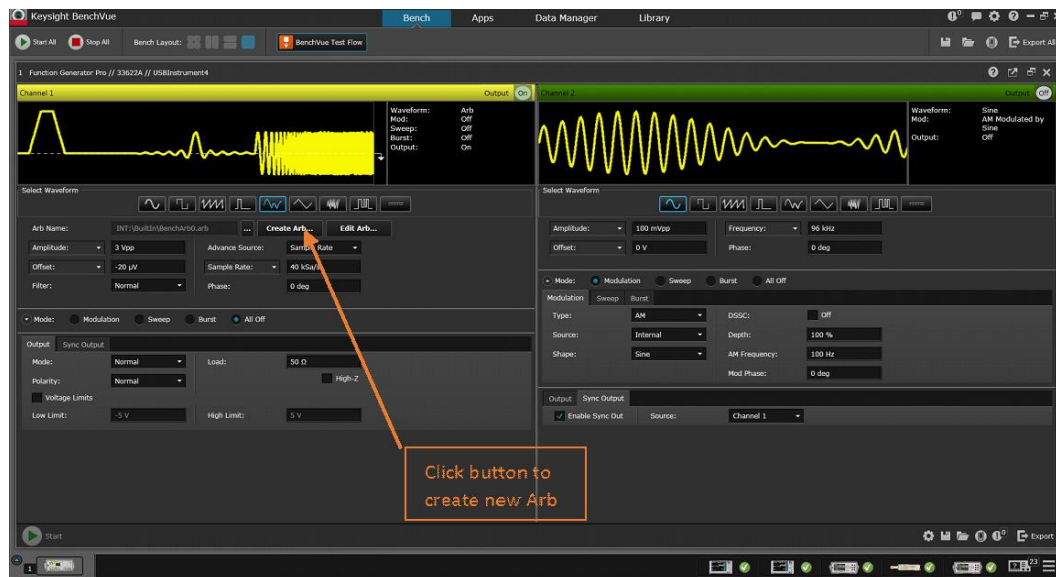 Keysight BenchVue Bench Apps Data Manager Library
Start All Stop All Bench Layout: BenchVue Test Flow Export All
1 Function Generator Pro // 33622A // USBInstrument4
Channel 1 Output On
Waveform: Arb
Mod: Off
Sweep: Off
Burst: Off
Output: On
Select Waveform
Arb Name: INT:\BuiltIn\BenchArb0.arb ... Create Arb... Edit Arb...
Amplitude: 3 Vpp Advance Source: Sample Rate
Offset: -20 µV Sample Rate: 40 kSa/s
Filter: Normal Phase: 0 deg
Mode: Modulation Sweep Burst All Off
Output Sync Output
Mode: Normal Load: 50 Ω
Polarity: Normal High-Z
Voltage Limits
Low Limit: -5 V High Limit: 5 V
Channel 2 Output Off
Waveform: Sine
Mod: AM Modulated by
Sine
Output: Off
Select Waveform
Amplitude: 100 mVpp Frequency: 96 kHz
Offset: 0 V Phase: 0 deg
Mode: Modulation Sweep Burst All Off
Modulation Sweep Burst
Type: AM DSSC: Off
Source: Internal Depth: 100 %
Shape: Sine AM Frequency: 100 Hz
Mod Phase: 0 deg
Output Sync Output
Enable Sync Out Source: Channel 1
Click button to
create new Arb
Start Export
1 23